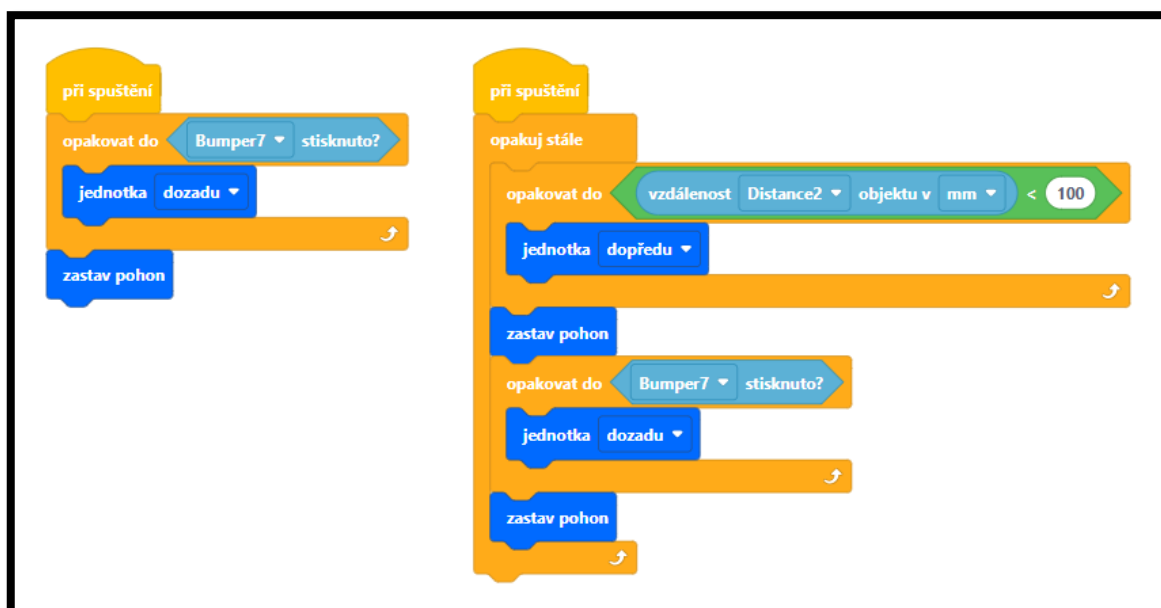 při spuštění
opakovat do Bumper7 stisknuto?
jednotka dozadu
zastav pohon
při spuštění
opakuj stále
opakovat do vzdálenost Distance2 objektu v mm < 100
jednotka dopředu
zastav pohon
opakovat do Bumper7 stisknuto?
jednotka dozadu
zastav pohon